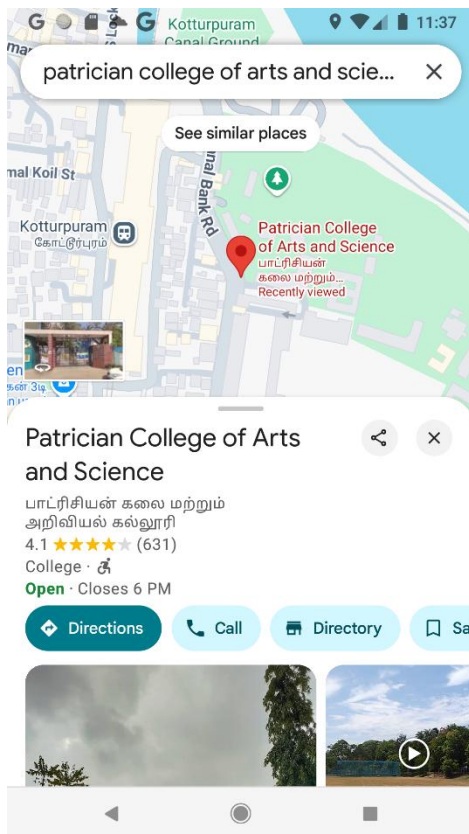 Kotturpuram
Canal Ground
11:37
patrician college of arts and scie...
See similar places
mal Koil St
Canal Bank Rd
Kotturpuram
கோட்டூர்புரம்
Patrician College
of Arts and Science
பாட்ரிசியன்
கலை மற்றும்...
Recently viewed
Patrician College of Arts
and Science
பாட்ரிசியன் கலை மற்றும்
அறிவியல் கல்லூரி
4.1 (631)
College ·
Open · Closes 6 PM
Directions
Call
Directory
Sa